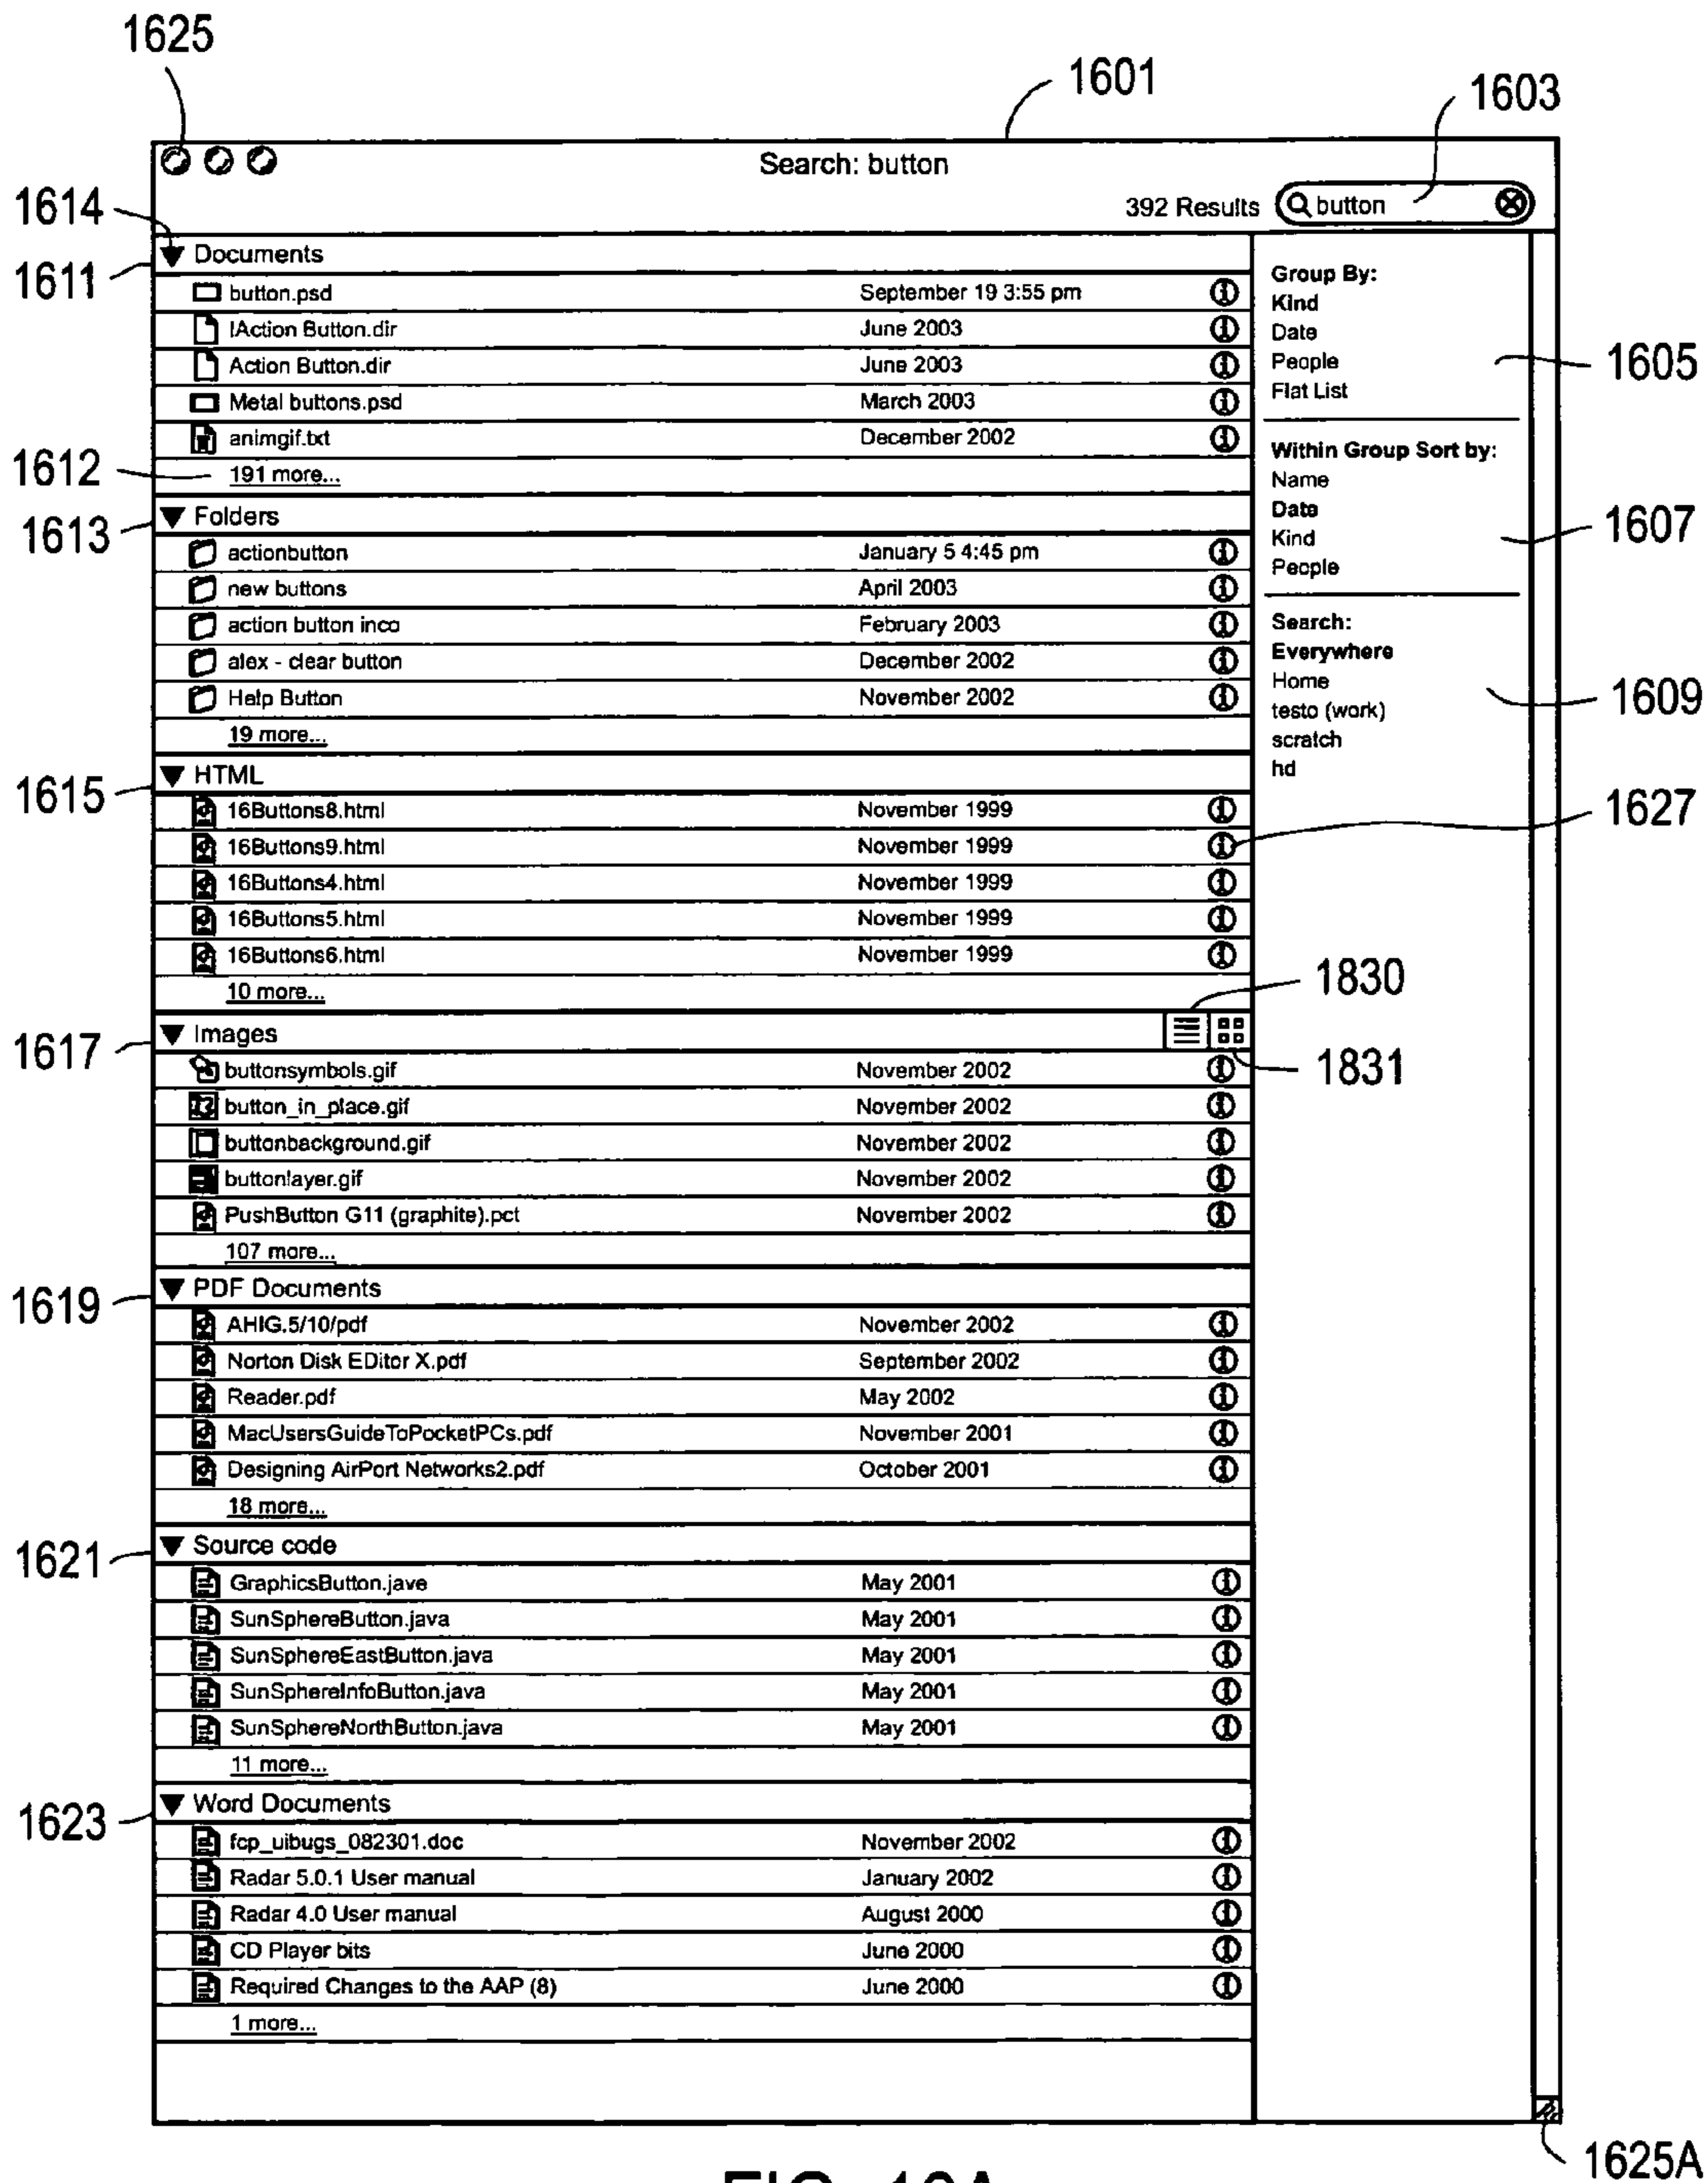 1625
1601
1603
Search: button
1614
392 Results button
1611
Documents
button.psd September 19 3:55 pm
IAction Button.dir June 2003
Action Button.dir June 2003
Metal buttons.psd March 2003
animgif.txt December 2002
1612
191 more...
1613
Folders
actionbutton January 5 4:45 pm
new buttons April 2003
action button inco February 2003
alex - clear button December 2002
Help Button November 2002
19 more...
1615
HTML
16Buttons8.html November 1999
16Buttons9.html November 1999
16Buttons4.html November 1999
16Buttons5.html November 1999
16Buttons6.html November 1999
10 more...
1617
Images
buttonsymbols.gif November 2002
button_in_place.gif November 2002
buttonbackground.gif November 2002
buttonlayer.gif November 2002
PushButton G11 (graphite).pct November 2002
107 more...
1619
PDF Documents
AHIG.5/10/pdf November 2002
Norton Disk EDitor X.pdf September 2002
Reader.pdf May 2002
MacUsersGuideToPocketPCs.pdf November 2001
Designing AirPort Networks2.pdf October 2001
18 more...
1621
Source code
GraphicsButton.jave May 2001
SunSphereButton.java May 2001
SunSphereEastButton.java May 2001
SunSphereInfoButton.java May 2001
SunSphereNorthButton.java May 2001
11 more...
1623
Word Documents
fcp_uibugs_082301.doc November 2002
Radar 5.0.1 User manual January 2002
Radar 4.0 User manual August 2000
CD Player bits June 2000
Required Changes to the AAP (8) June 2000
1 more...
Group By:
Kind
Date
People
Flat List
1605
Within Group Sort by:
Name
Date
Kind
People
1607
Search:
Everywhere
Home
testo (work)
scratch
hd
1609
1627
1830
1831
1625A